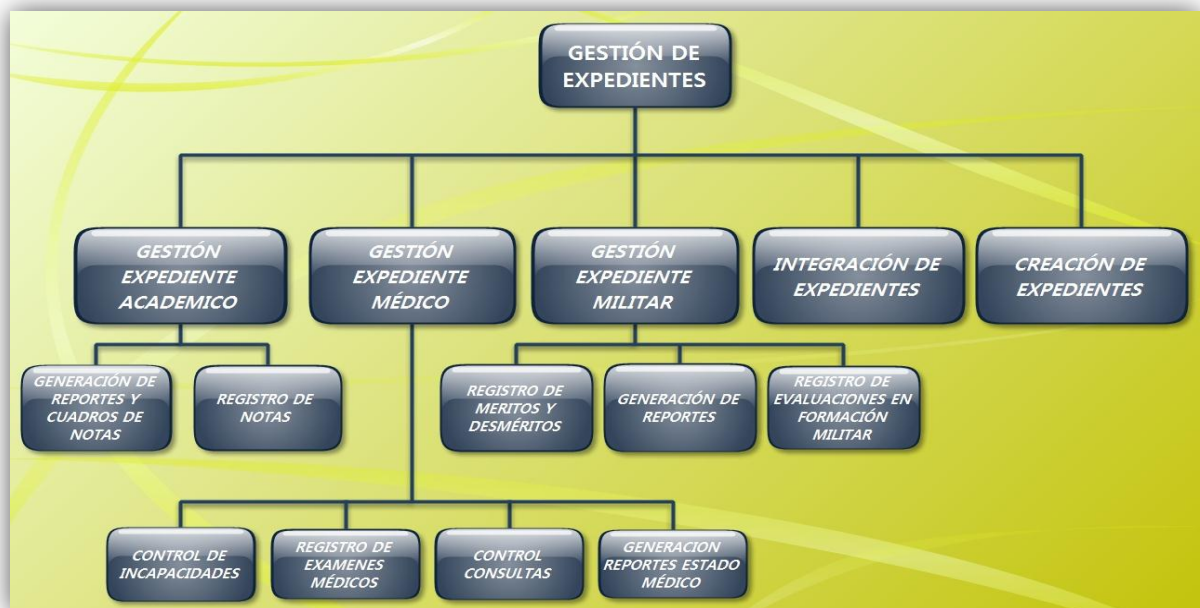 GESTIÓN DE
EXPEDIENTES
GESTIÓN
EXPEDIENTE
ACADEMICO
GESTIÓN
EXPEDIENTE
MÉDICO
GESTIÓN
EXPEDIENTE
MILITAR
INTEGRACIÓN DE
EXPEDIENTES
CREACIÓN DE
EXPEDIENTES
GENERACIÓN DE
REPORTES Y
CUADROS DE
NOTAS
REGISTRO DE
NOTAS
REGISTRO DE
MERITOS Y
DESMÉRITOS
GENERACIÓN DE
REPORTES
REGISTRO DE
EVALUACIONES EN
FORMACIÓN
MILITAR
CONTROL DE
INCAPACIDADES
REGISTRO DE
EXAMENES
MÉDICOS
CONTROL
CONSULTAS
GENERACION
REPORTES ESTADO
MÉDICO